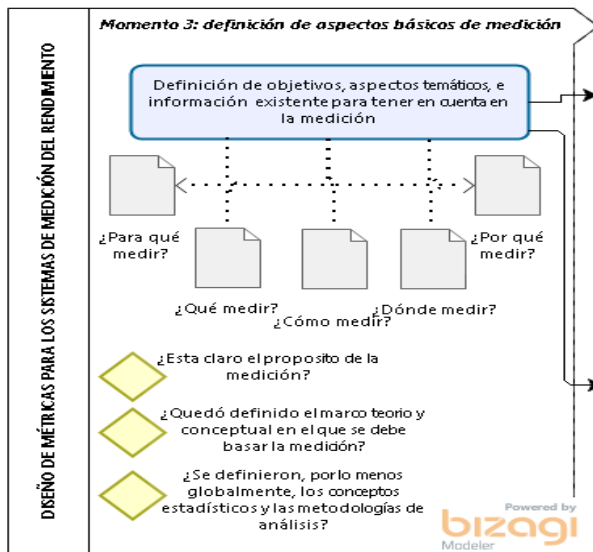 DISEÑO DE MÉTRICAS PARA LOS SISTEMAS DE MEDICIÓN DEL RENDIMIENTO
Momento 3: definición de aspectos básicos de medición
Definición de objetivos, aspectos temáticos, e
información existente para tener en cuenta en
la medición
¿Para qué
medir?
¿Por qué
medir?
¿Qué medir?
¿Cómo medir?
¿Dónde medir?
¿Esta claro el proposito de la
medición?
¿Quedó definido el marco teorio y
conceptual en el que se debe
basar la medición?
¿Se definieron, porlo menos
globalmente, los conceptos
estadísticos y las metodologías de
análisis?
Powered by
bizagi
Modeler